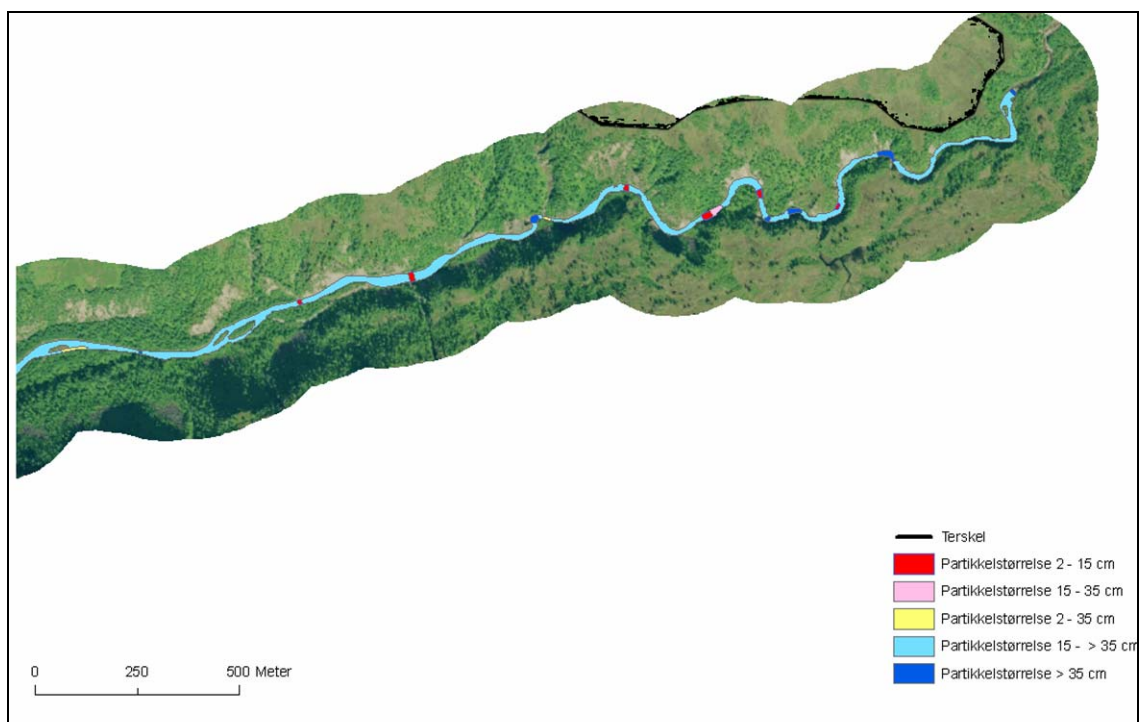 Terskel
Partikkelstørrelse 2 - 15 cm
Partikkelstørrelse 15 - 35 cm
Partikkelstørrelse 2 - 35 cm
Partikkelstørrelse 15 - > 35 cm
Partikkelstørrelse > 35 cm
0 250 500 Meter